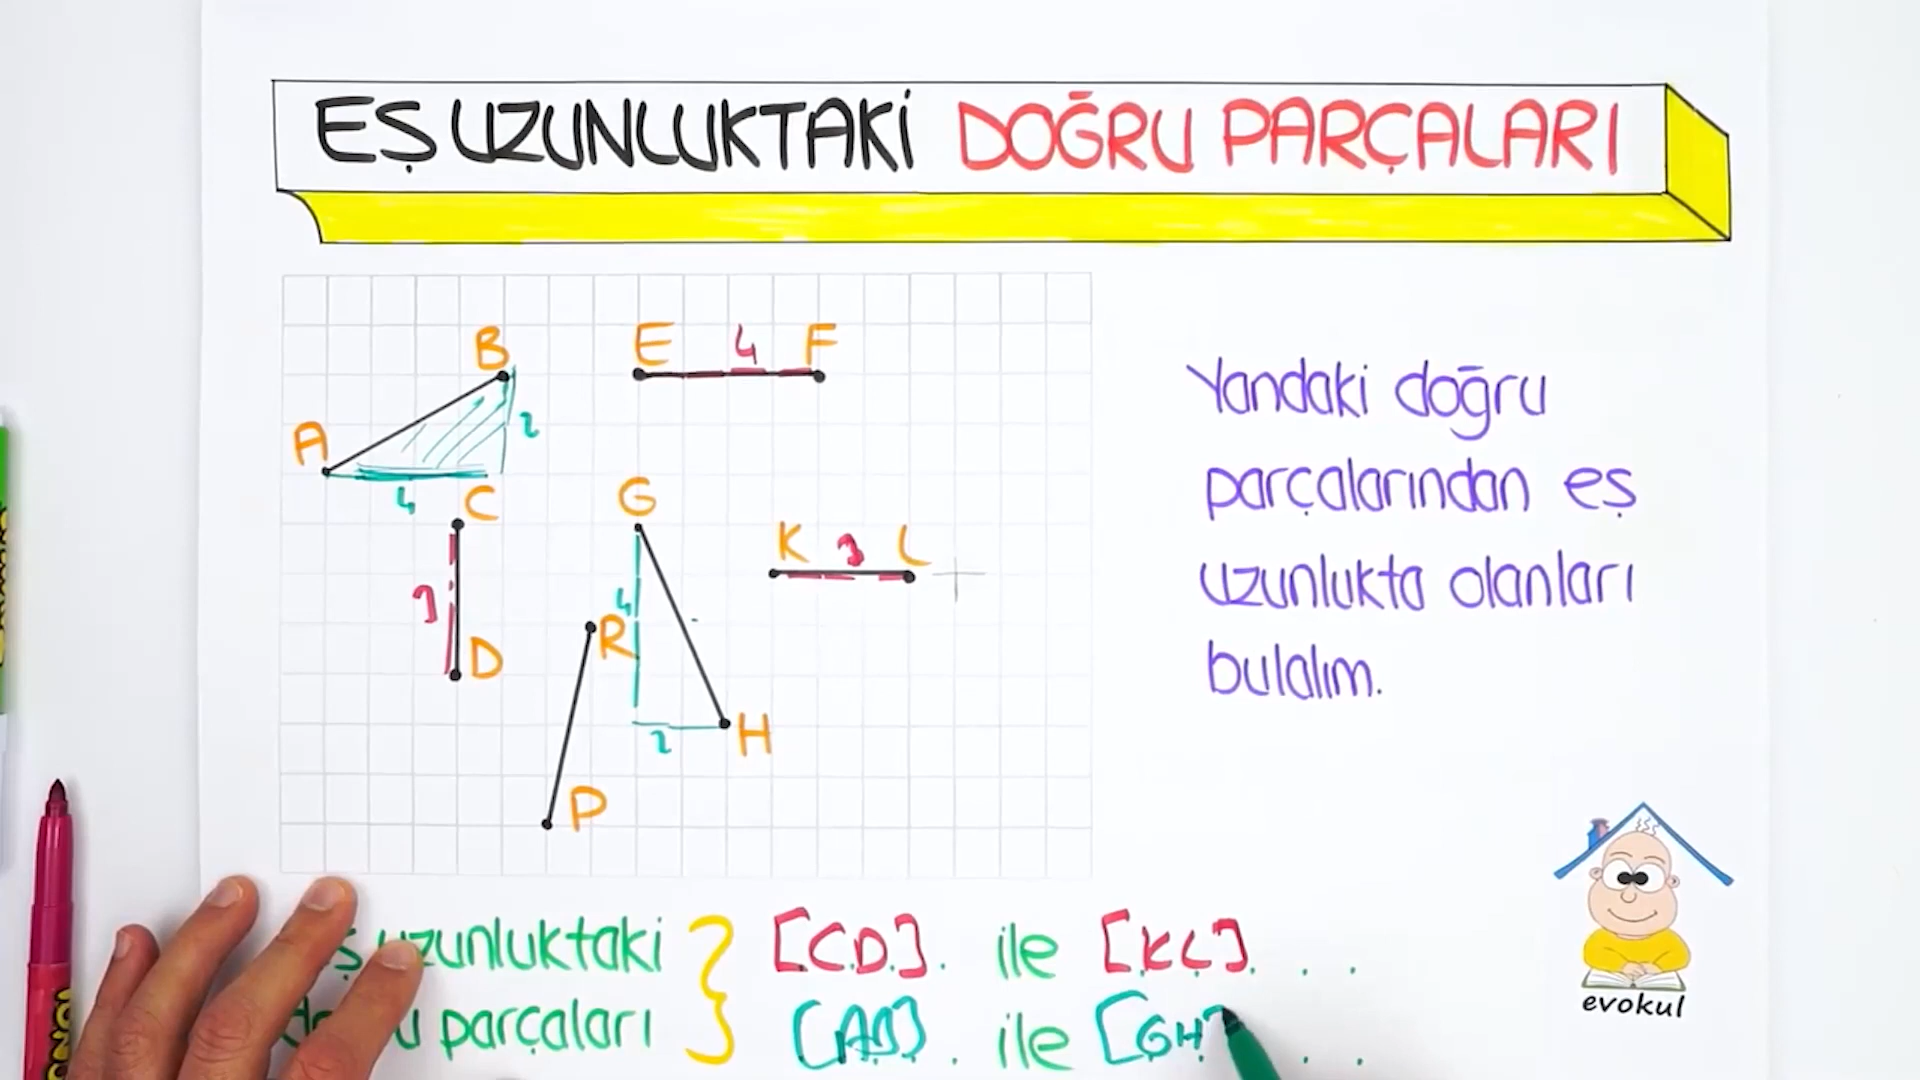 EŞ UZUNLUKTAKİ DOĞRU PARÇALARI
B
E 4 F
A
2
4
C
G
K 3 L
3
4
R
D
2
H
P
Yandaki doğru
parçalarından eş
uzunlukta olanları
bulalım.
uzunluktaki } [CD]. ile [KL]. . .
parçaları [AB] . ile [GH] . .
evokul